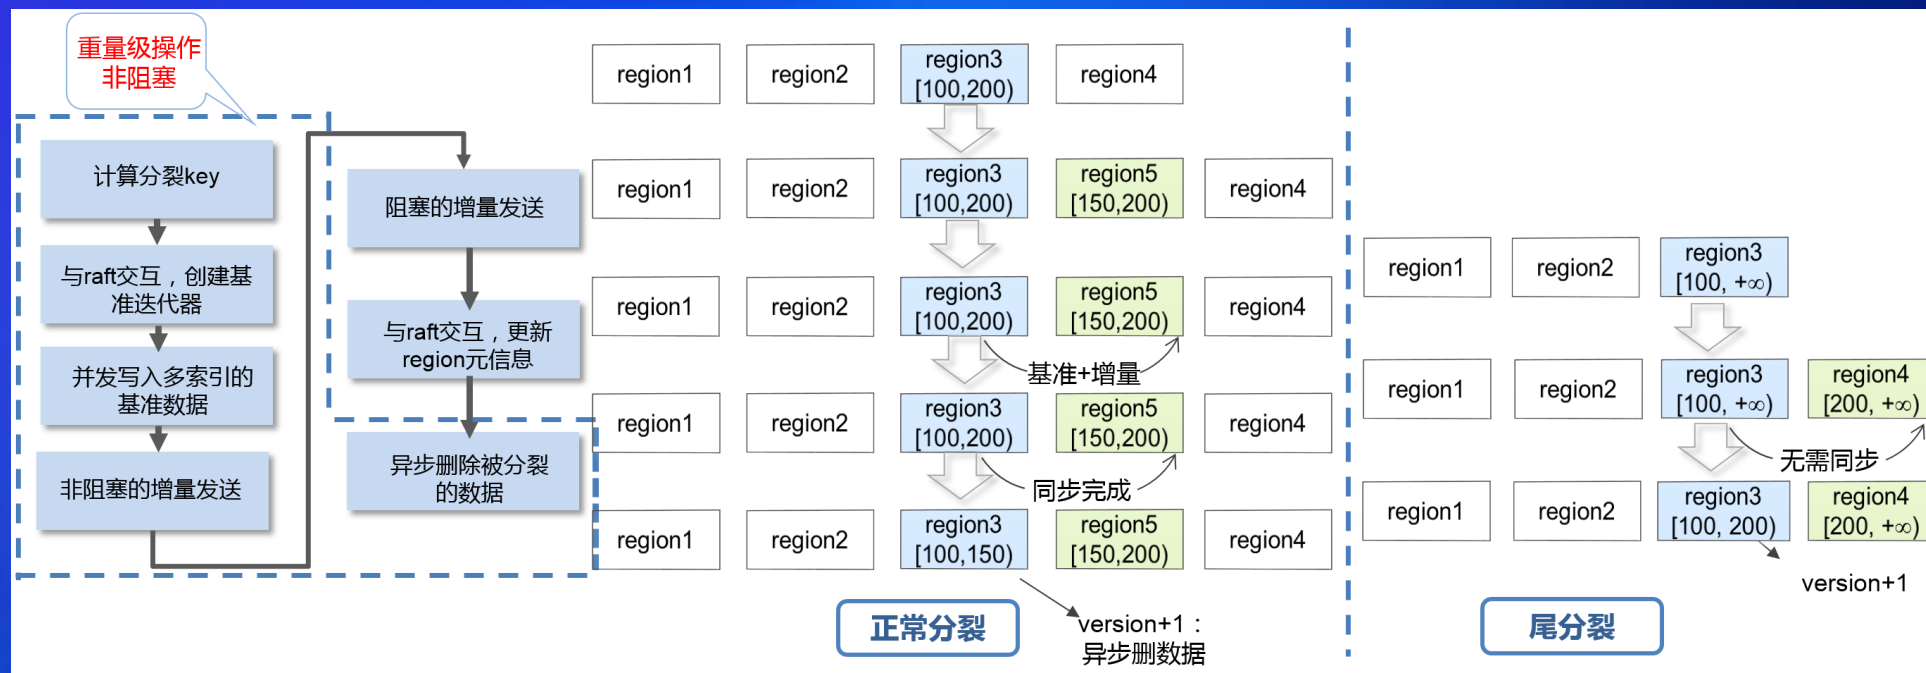 重量级操作
非阻塞
计算分裂key
与raft交互，创建基
准迭代器
并发写入多索引的
基准数据
非阻塞的增量发送
阻塞的增量发送
与raft交互，更新
region元信息
异步删除被分裂
的数据
region1
region2
region3
[100,200)
region4
region1
region2
region3
[100,200)
region5
[150,200)
region4
region1
region2
region3
[100,200)
region5
[150,200)
region4
基准+增量
region1
region2
region3
[100,200)
region5
[150,200)
region4
同步完成
region1
region2
region3
[100,150)
region5
[150,200)
region4
version+1：
异步删数据
正常分裂
region1
region2
region3
[100, +∞)
region1
region2
region3
[100, +∞)
region4
[200, +∞)
无需同步
region1
region2
region3
[100, 200)
region4
[200, +∞)
version+1
尾分裂